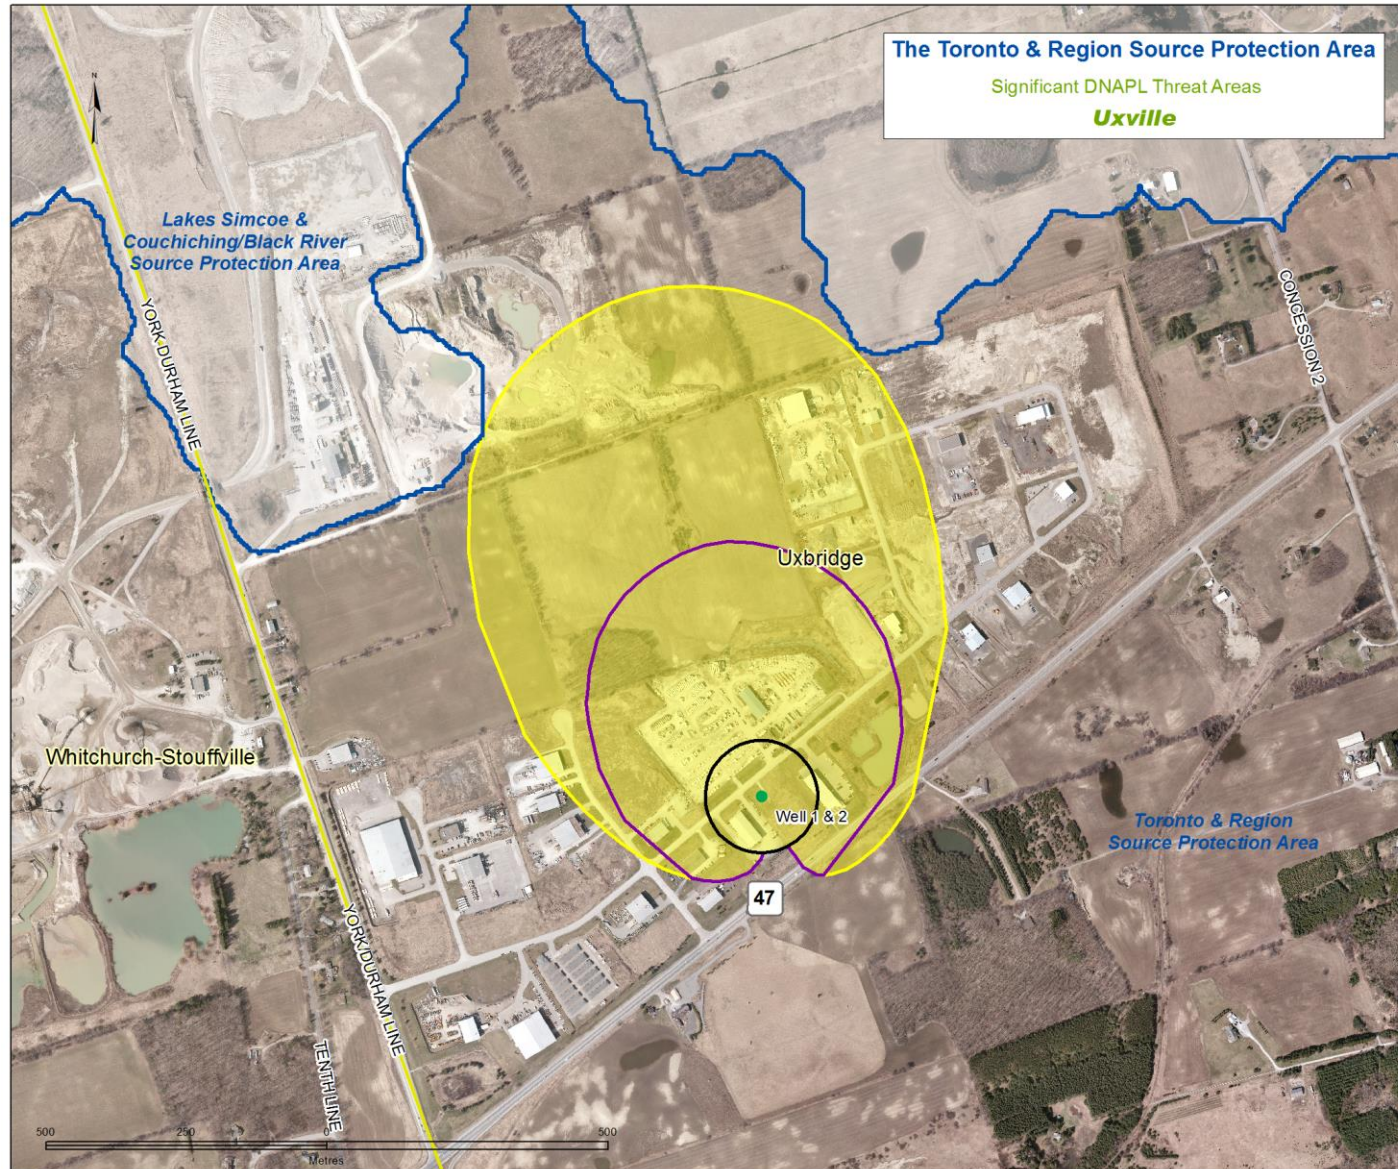 The Toronto & Region Source Protection Area
Significant DNAPL Threat Areas
Uxville
N
Lakes Simcoe &
Couchiching/Black River
Source Protection Area
YORK DURHAM LINE
CONCESSION 2
Uxbridge
Whitchurch-Stouffville
Well 1 & 2
Toronto & Region
Source Protection Area
47
YORK/DURHAM LINE
TENTH LINE
500 250 0 500
Metres